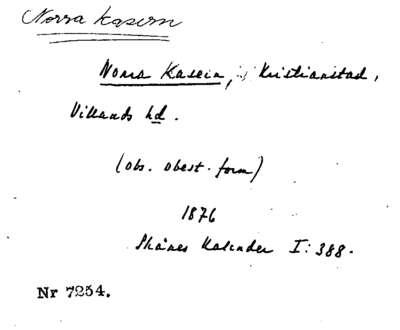 Norra kasern
Norra Kasern, i Kristianstad,
Villands hd.
(obs. obest. form)
1876
Skånes Kalender I: 388.
Nr 7254.